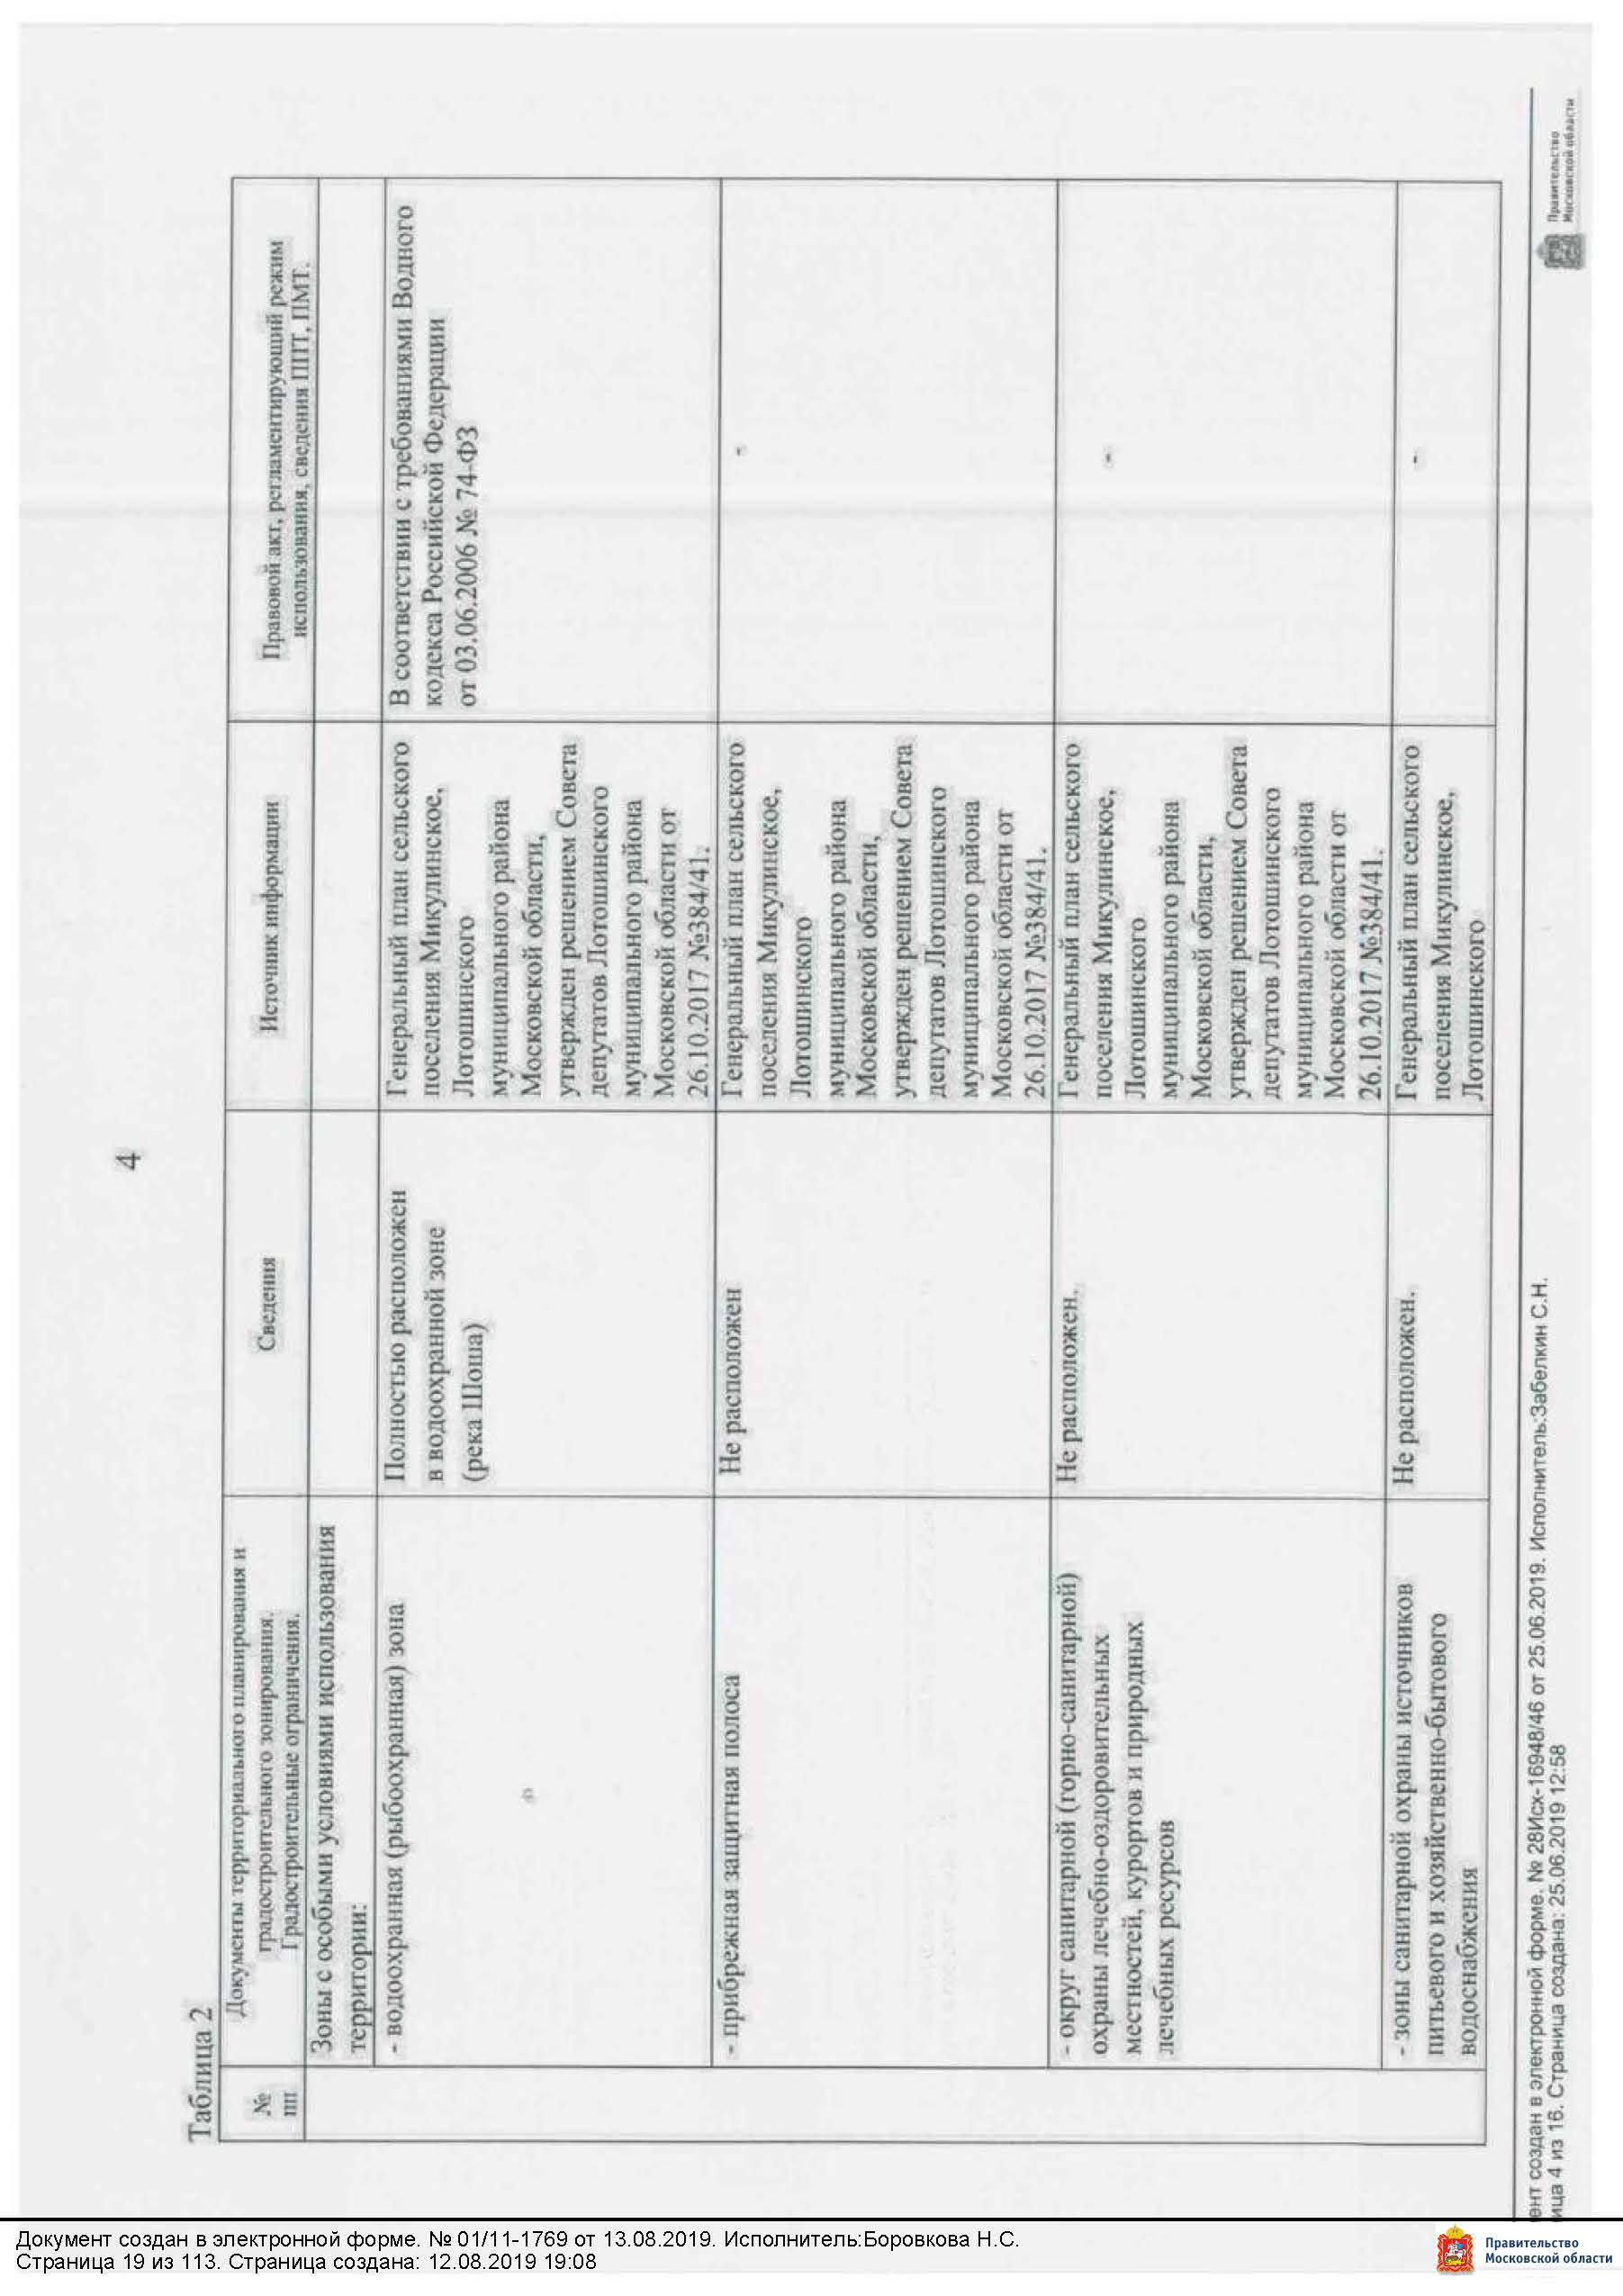 4
Таблица 2
№
пп
Документы территориального планирования и
градостроительного зонирования.
Градостроительные ограничения.
Сведения
Источник информации
Правовой акт, регламентирующий режим
использования, сведения ППТ, ПМТ.
Зоны с особыми условиями использования
территории:
- водоохранная (рыбоохранная) зона
Полностью расположен
в водоохранной зоне
(река Шоша)
Генеральный план сельского
поселения Микулинское,
Лотошинского
муниципального района
Московской области,
утвержден решением Совета
депутатов Лотошинского
муниципального района
Московской области от
26.10.2017 №384/41.
В соответствии с требованиями Водного
кодекса Российской Федерации
от 03.06.2006 № 74-ФЗ
- прибрежная защитная полоса
Не расположен
Генеральный план сельского
поселения Микулинское,
Лотошинского
муниципального района
Московской области,
утвержден решением Совета
депутатов Лотошинского
муниципального района
Московской области от
26.10.2017 №384/41.
-
- округ санитарной (горно-санитарной)
охраны лечебно-оздоровительных
местностей, курортов и природных
лечебных ресурсов
Не расположен.
Генеральный план сельского
поселения Микулинское,
Лотошинского
муниципального района
Московской области,
утвержден решением Совета
депутатов Лотошинского
муниципального района
Московской области от
26.10.2017 №384/41.
-
- зоны санитарной охраны источников
питьевого и хозяйственно-бытового
водоснабжения
Не расположен.
Генеральный план сельского
поселения Микулинское,
Лотошинского
-
ент создан в электронной форме. № 28Исх-16948/46 от 25.06.2019. Исполнитель:Забелкин С.Н.
ица 4 из 16. Страница создана: 25.06.2019 12:58
Правительство
Московской области
Документ создан в электронной форме. № 01/11-1769 от 13.08.2019. Исполнитель:Боровкова Н.С.
Страница 19 из 113. Страница создана: 12.08.2019 19:08
Правительство
Московской области